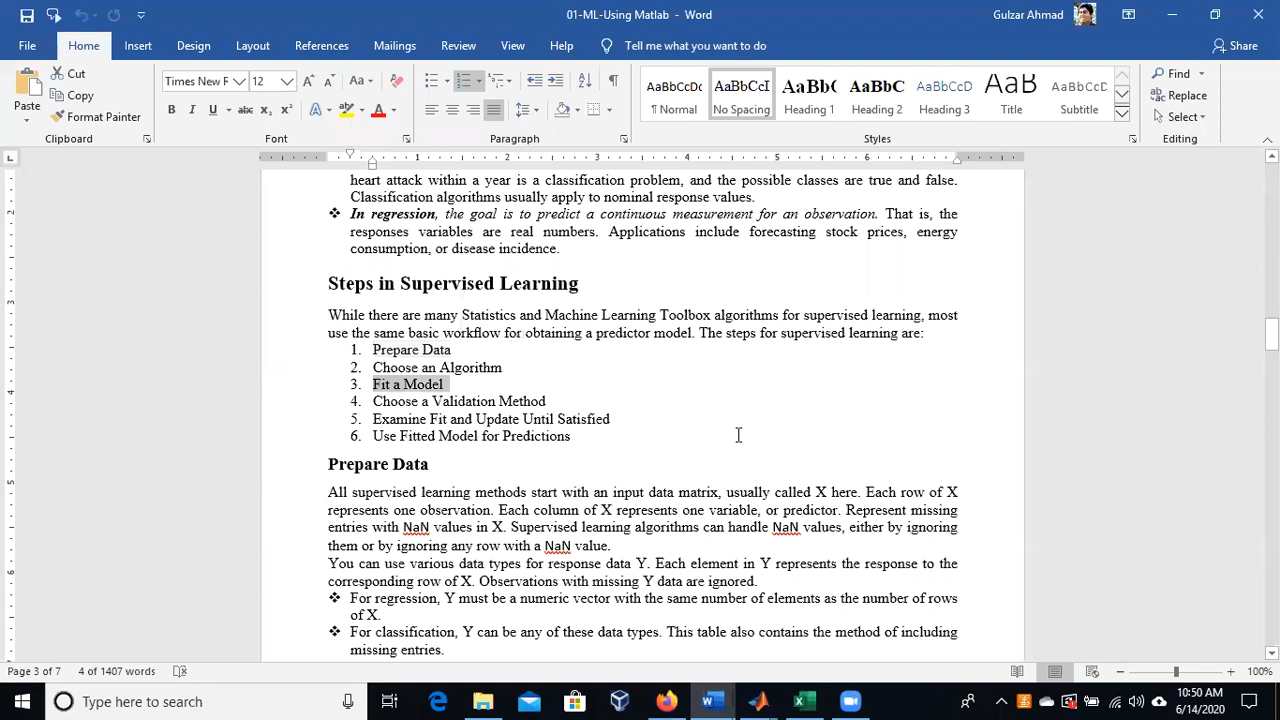 01-ML-Using Matlab - Word
Gulzar Ahmad
File Home Insert Design Layout References Mailings Review View Help Tell me what you want to do Share
Paste
Cut
Copy
Format Painter
Clipboard
Times New R 12
Font
Paragraph
AaBbCcDc AaBbCcI AaBb( AaBbC AaBbCcD AaB AaBbCcD
¶ Normal No Spacing Heading 1 Heading 2 Heading 3 Title Subtitle
Styles
Find
Replace
Select
Editing
heart attack within a year is a classification problem, and the possible classes are true and false.
Classification algorithms usually apply to nominal response values.
❖ In regression, the goal is to predict a continuous measurement for an observation. That is, the
responses variables are real numbers. Applications include forecasting stock prices, energy
consumption, or disease incidence.
Steps in Supervised Learning
While there are many Statistics and Machine Learning Toolbox algorithms for supervised learning, most
use the same basic workflow for obtaining a predictor model. The steps for supervised learning are:
1. Prepare Data
2. Choose an Algorithm
3. Fit a Model
4. Choose a Validation Method
5. Examine Fit and Update Until Satisfied
6. Use Fitted Model for Predictions
Prepare Data
All supervised learning methods start with an input data matrix, usually called X here. Each row of X
represents one observation. Each column of X represents one variable, or predictor. Represent missing
entries with NaN values in X. Supervised learning algorithms can handle NaN values, either by ignoring
them or by ignoring any row with a NaN value.
You can use various data types for response data Y. Each element in Y represents the response to the
corresponding row of X. Observations with missing Y data are ignored.
❖ For regression, Y must be a numeric vector with the same number of elements as the number of rows
of X.
❖ For classification, Y can be any of these data types. This table also contains the method of including
missing entries.
Page 3 of 7 4 of 1407 words 100%
Type here to search
10:50 AM
6/14/2020